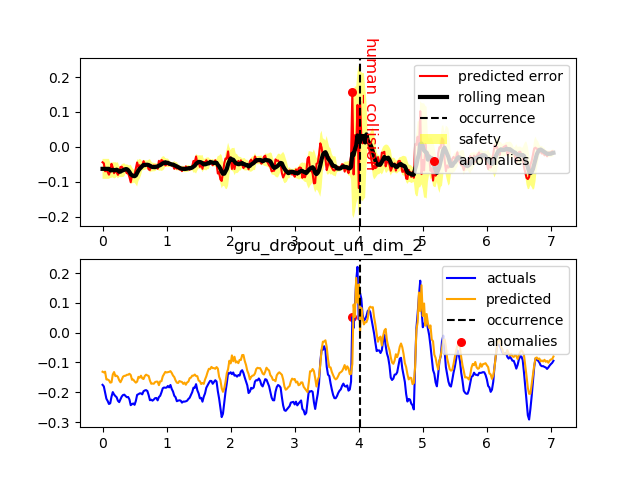 human collision
0.2
0.1
0.0
−0.1
−0.2
predicted error
rolling mean
occurrence
safety
anomalies
0 1 2 3 4 5 6 7
gru_dropout_uri_dim_2
0.2
0.1
0.0
−0.1
−0.2
−0.3
actuals
predicted
occurrence
anomalies
0 1 2 3 4 5 6 7